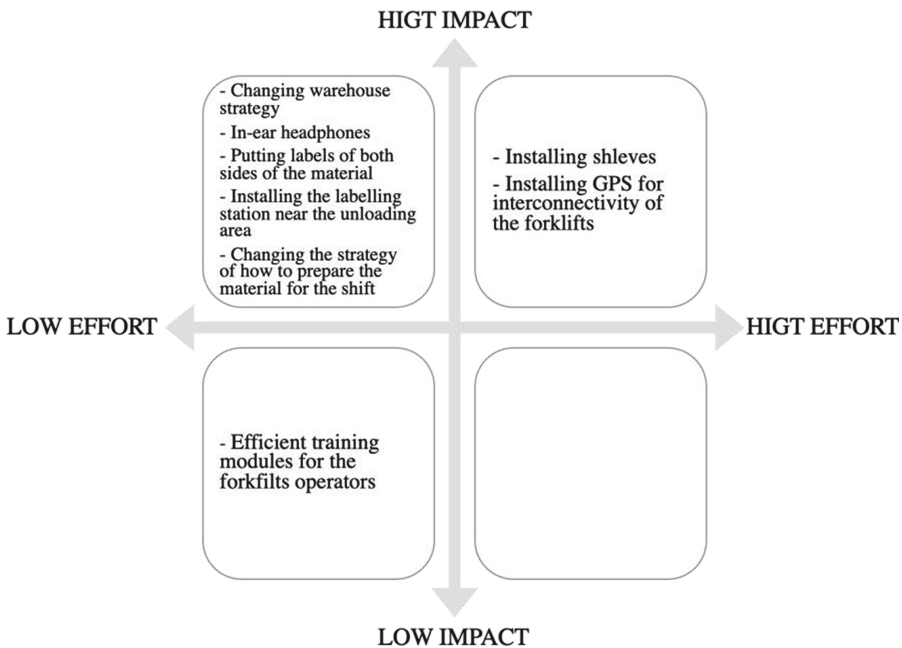 HIGT IMPACT
- Changing warehouse
strategy
- In-ear headphones
- Putting labels of both
sides of the material
- Installing the labelling
station near the unloading
area
- Changing the strategy
of how to prepare the
material for the shift
- Installing shleves
- Installing GPS for
interconnectivity of
the forklifts
LOW EFFORT
HIGT EFFORT
- Efficient training
modules for the
forkfilts operators
LOW IMPACT